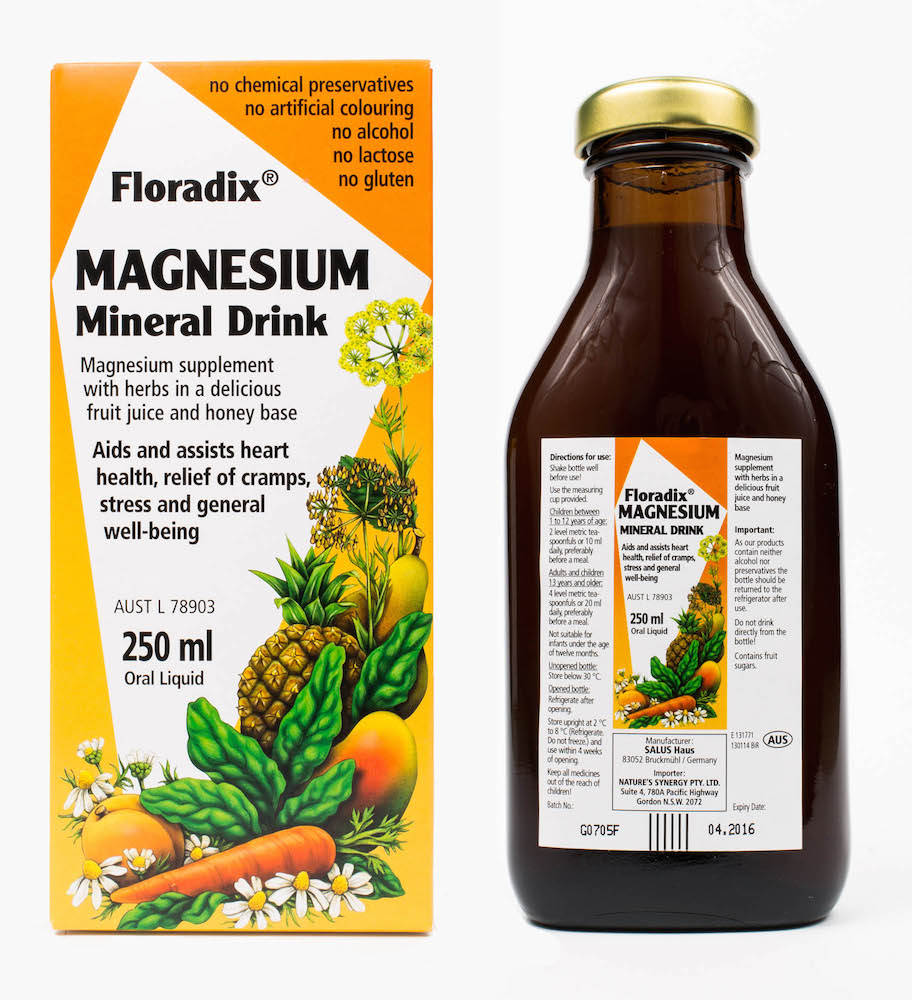 no chemical preservatives
no artificial colouring
no alcohol
no lactose
no gluten
Floradix®
MAGNESIUM
Mineral Drink
Magnesium supplement
with herbs in a delicious
fruit juice and honey base
Aids and assists heart
health, relief of cramps,
stress and general
well-being
AUST L 78903
250 ml
Oral Liquid
Directions for use:
Shake bottle well
before use!
Use the measuring
cup provided.
Children between
1 to 12 years of age:
2 level metric tea-
spoonfuls or 10 ml
daily, preferably
before a meal.
Adults and children
13 years and older:
4 level metric tea-
spoonfuls or 20 ml
daily, preferably
before a meal.
Not suitable for
infants under the age
of twelve months.
Unopened bottle:
Store below 30 °C.
Opened bottle:
Refrigerate after
opening.
Store upright at 2 °C
to 8 °C (Refrigerate.
Do not freeze.) and
use within 4 weeks
of opening.
Keep all medicines
out of the reach of
children!
Batch No.:
G0705F
Floradix®
MAGNESIUM
MINERAL DRINK
Aids and assists heart
health, relief of cramps,
stress and general
well-being
AUST L 78903
250 ml
Oral Liquid
Manufacturer:
SALUS Haus
83052 Bruckmühl / Germany
Importer:
NATURE'S SYNERGY PTY. LTD.
Suite 4, 780A Pacific Highway
Gordon N.S.W. 2072
Magnesium
supplement
with herbs in a
delicious fruit
juice and honey
base
Important:
As our products
contain neither
alcohol nor
preservatives the
bottle should be
returned to the
refrigerator after
use.
Do not drink
directly from the
bottle!
Contains fruit
sugars.
E 131771
130114 BiR
AUS
Expiry Date:
04.2016